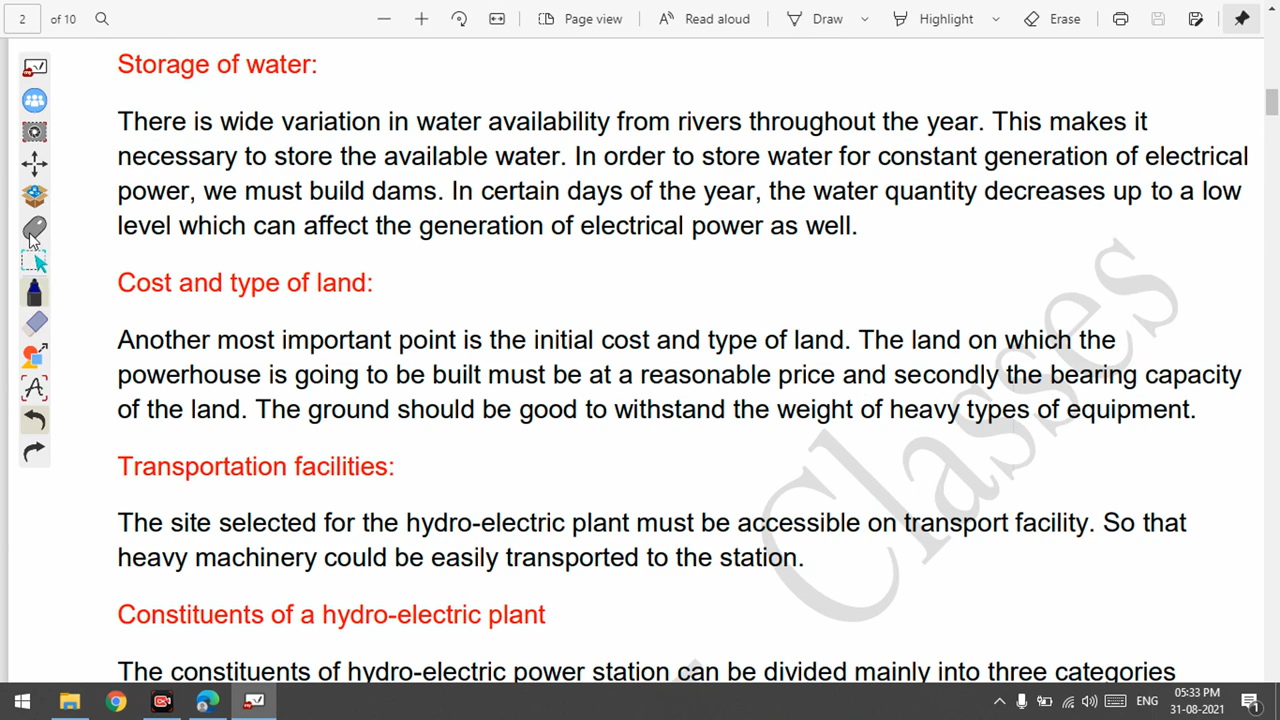 2 of 10 Page view Read aloud Draw Highlight Erase
Storage of water:
There is wide variation in water availability from rivers throughout the year. This makes it
necessary to store the available water. In order to store water for constant generation of electrical
power, we must build dams. In certain days of the year, the water quantity decreases up to a low
level which can affect the generation of electrical power as well.
Cost and type of land:
Another most important point is the initial cost and type of land. The land on which the
powerhouse is going to be built must be at a reasonable price and secondly the bearing capacity
of the land. The ground should be good to withstand the weight of heavy types of equipment.
Transportation facilities:
The site selected for the hydro-electric plant must be accessible on transport facility. So that
heavy machinery could be easily transported to the station.
Constituents of a hydro-electric plant
The constituents of hydro-electric power station can be divided mainly into three categories
Classes
ENG
05:33 PM
31-08-2021